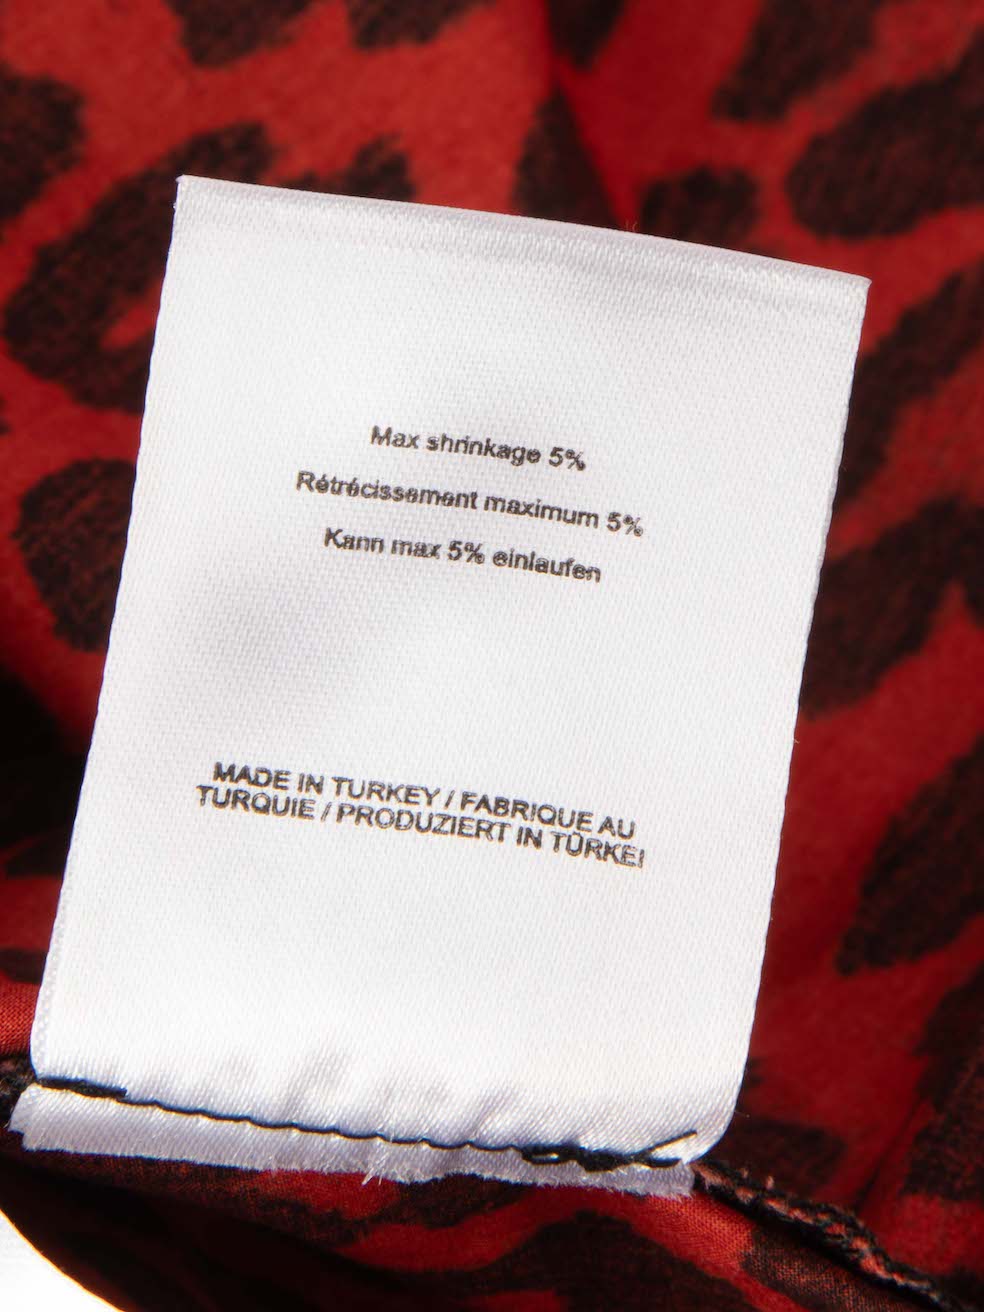 Max shrinkage 5%
Rétrécissement maximum 5%
Kann max 5% einlaufen
MADE IN TURKEY / FABRIQUE AU
TURQUIE / PRODUZIERT IN TÜRKEI